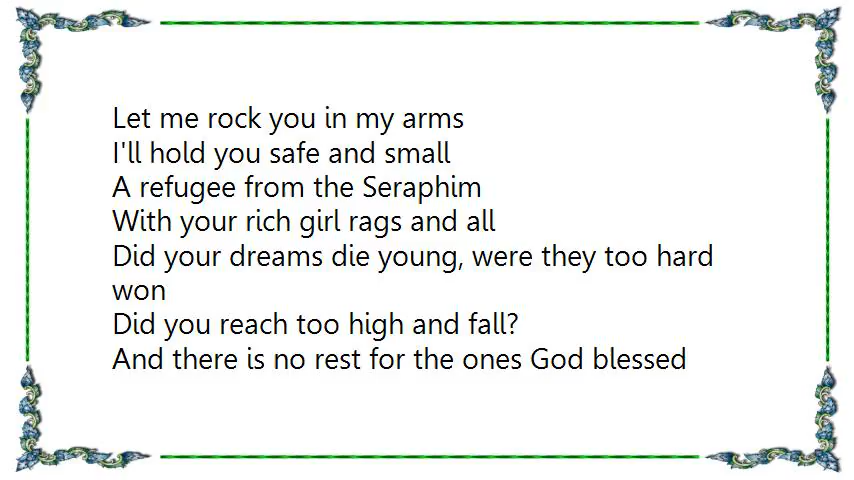 Let me rock you in my arms
I'll hold you safe and small
A refugee from the Seraphim
With your rich girl rags and all
Did your dreams die young, were they too hard
won
Did you reach too high and fall?
And there is no rest for the ones God blessed